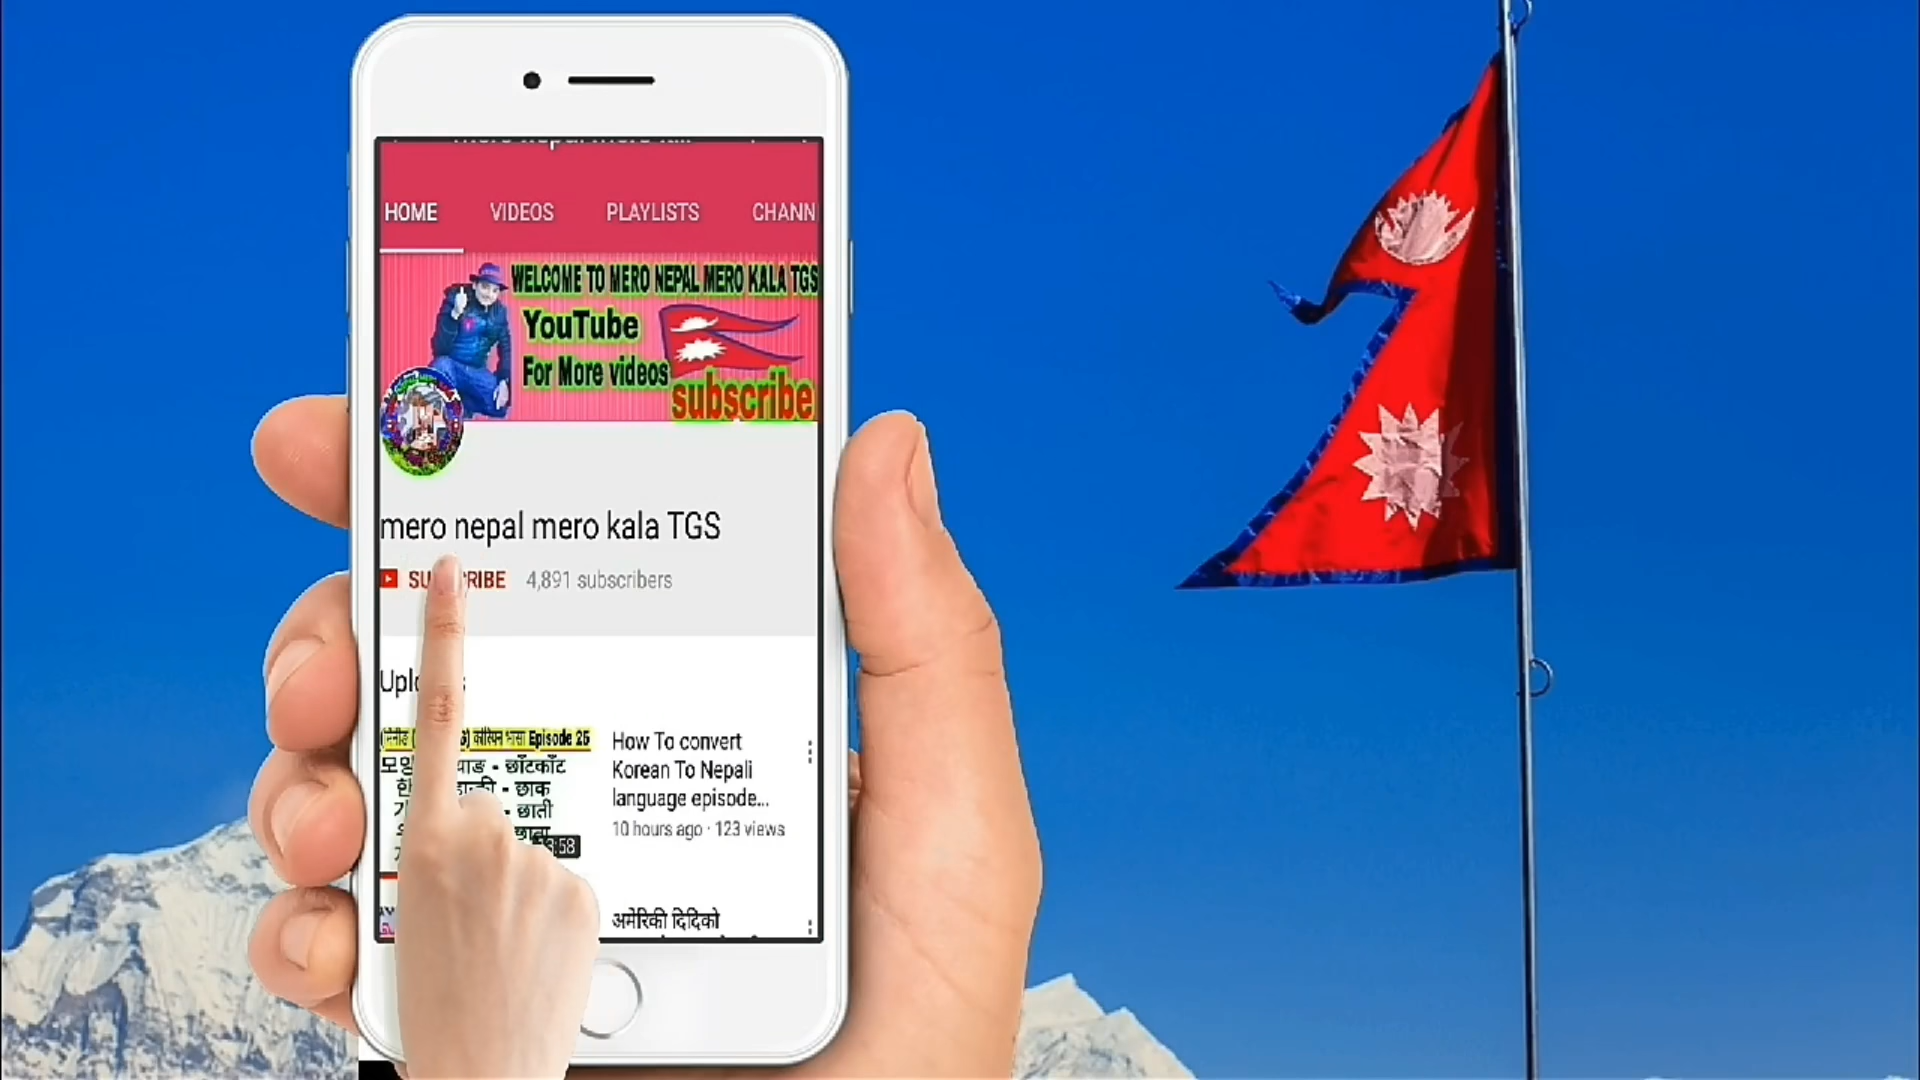 HOME VIDEOS PLAYLISTS CHANN
WELCOME TO MERO NEPAL MERO KALA TGS
YouTube
For More videos
subscribe
mero nepal mero kala TGS
4,891 subscribers
Episode 25
- छाँटकाँट
- छाक
- छाती
How To convert
Korean To Nepali
language episode...
10 hours ago · 123 views
अमेरिकी दिदिको